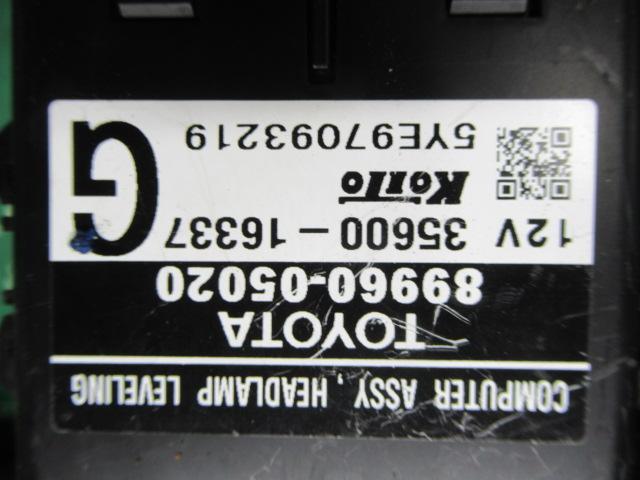 COMPUTER ASSY, HEADLAMP LEVELING
TOYOTA
89960-05020
12V 35600-16337
KOITO
5YE97093219
G